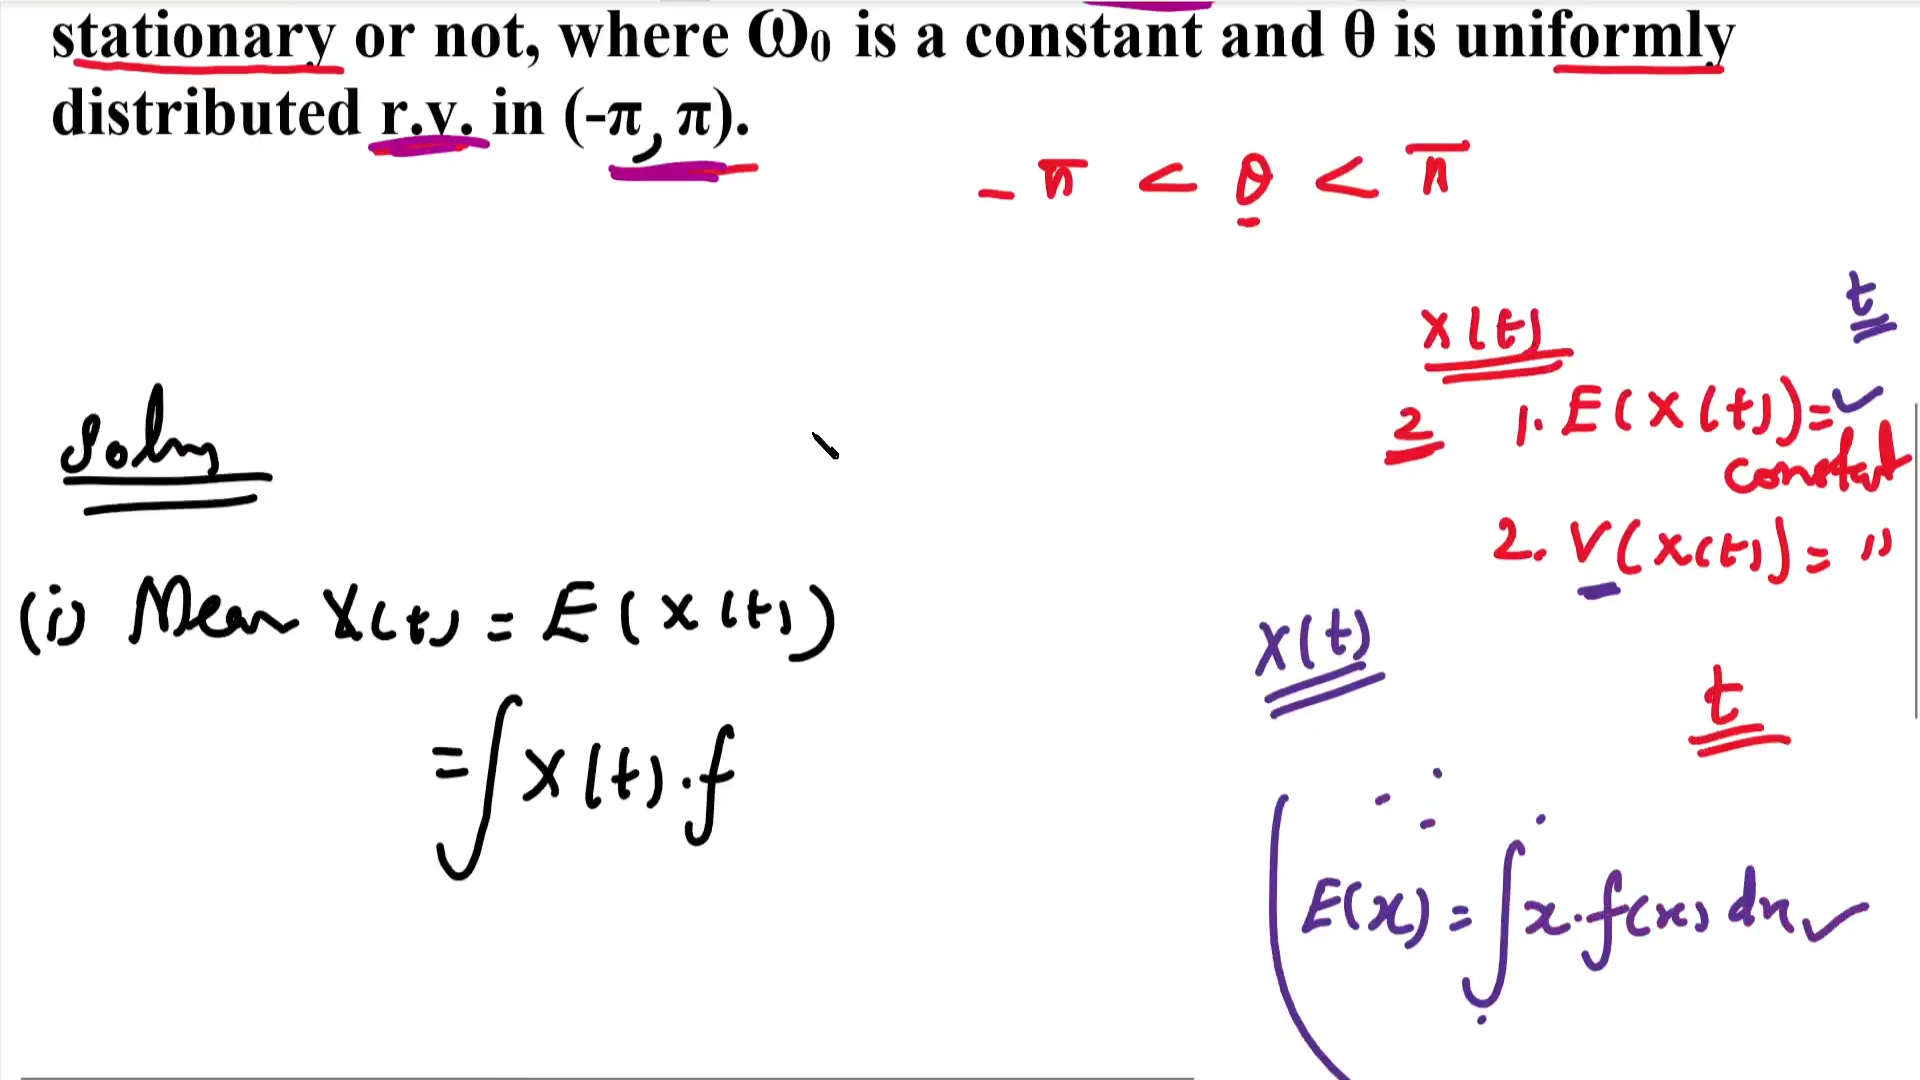 stationary or not, where ω₀ is a constant and θ is uniformly
distributed r.v. in (-π, π).
-π < θ < π
t
X(t)
2 1. E(X(t)) = ✓
constant
2. V(X(t)) = "
Soln
(i) Mean X(t) = E(X(t))
X(t)
t
= ∫ X(t) . f
E(x) = ∫ x . f(x) dx ✓